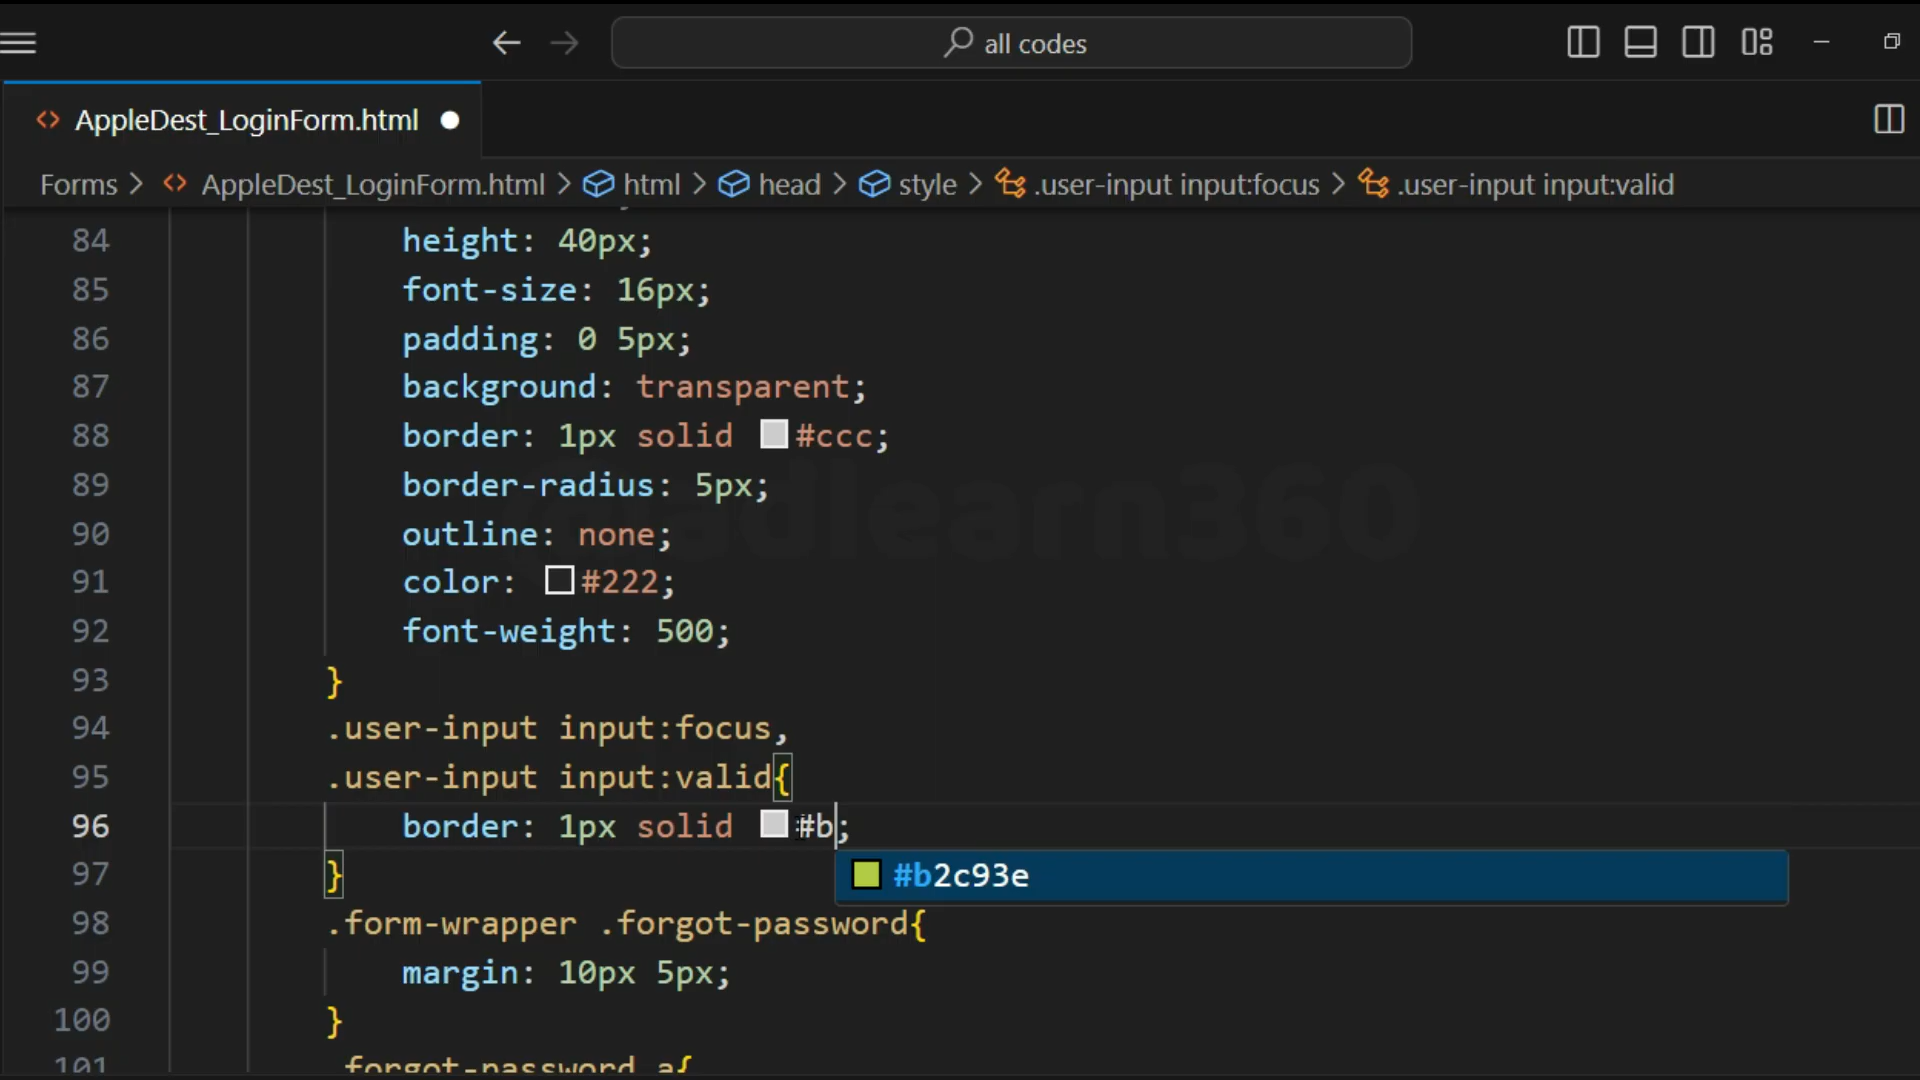 all codes
AppleDest_LoginForm.html
Forms > AppleDest_LoginForm.html > html > head > style > .user-input input:focus > .user-input input:valid
84 height: 40px;
85 font-size: 16px;
86 padding: 0 5px;
87 background: transparent;
88 border: 1px solid #ccc;
89 border-radius: 5px;
90 outline: none;
91 color: #222;
92 font-weight: 500;
93 }
94 .user-input input:focus,
95 .user-input input:valid{
96 border: 1px solid #b;
97 }
#b2c93e
98 .form-wrapper .forgot-password{
99 margin: 10px 5px;
100 }
101 .forgot-password a{